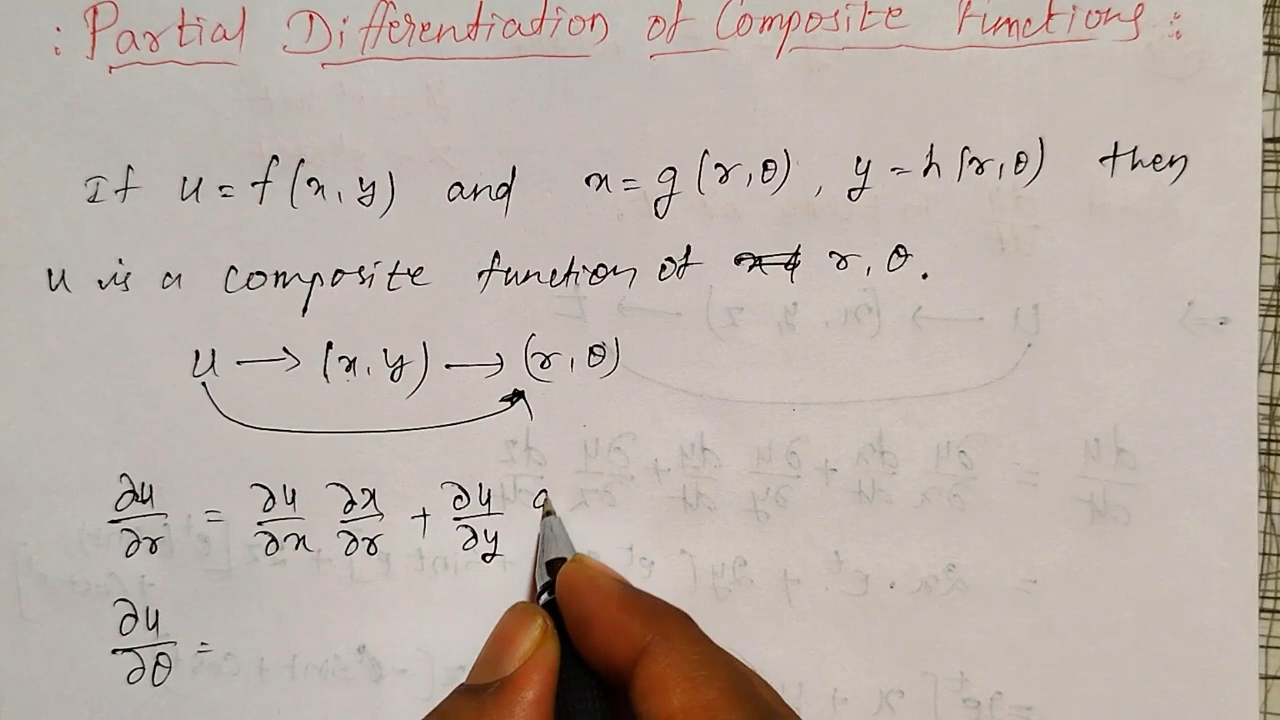 : Partial Differentiation of Composite Functions :
If u = f(x, y) and x = g(r, θ), y = h(r, θ) then
u is a composite function of r, θ.
u → (x, y) → (r, θ)
∂u/∂r = ∂u/∂x ∂x/∂r + ∂u/∂y ∂
∂u/∂θ =